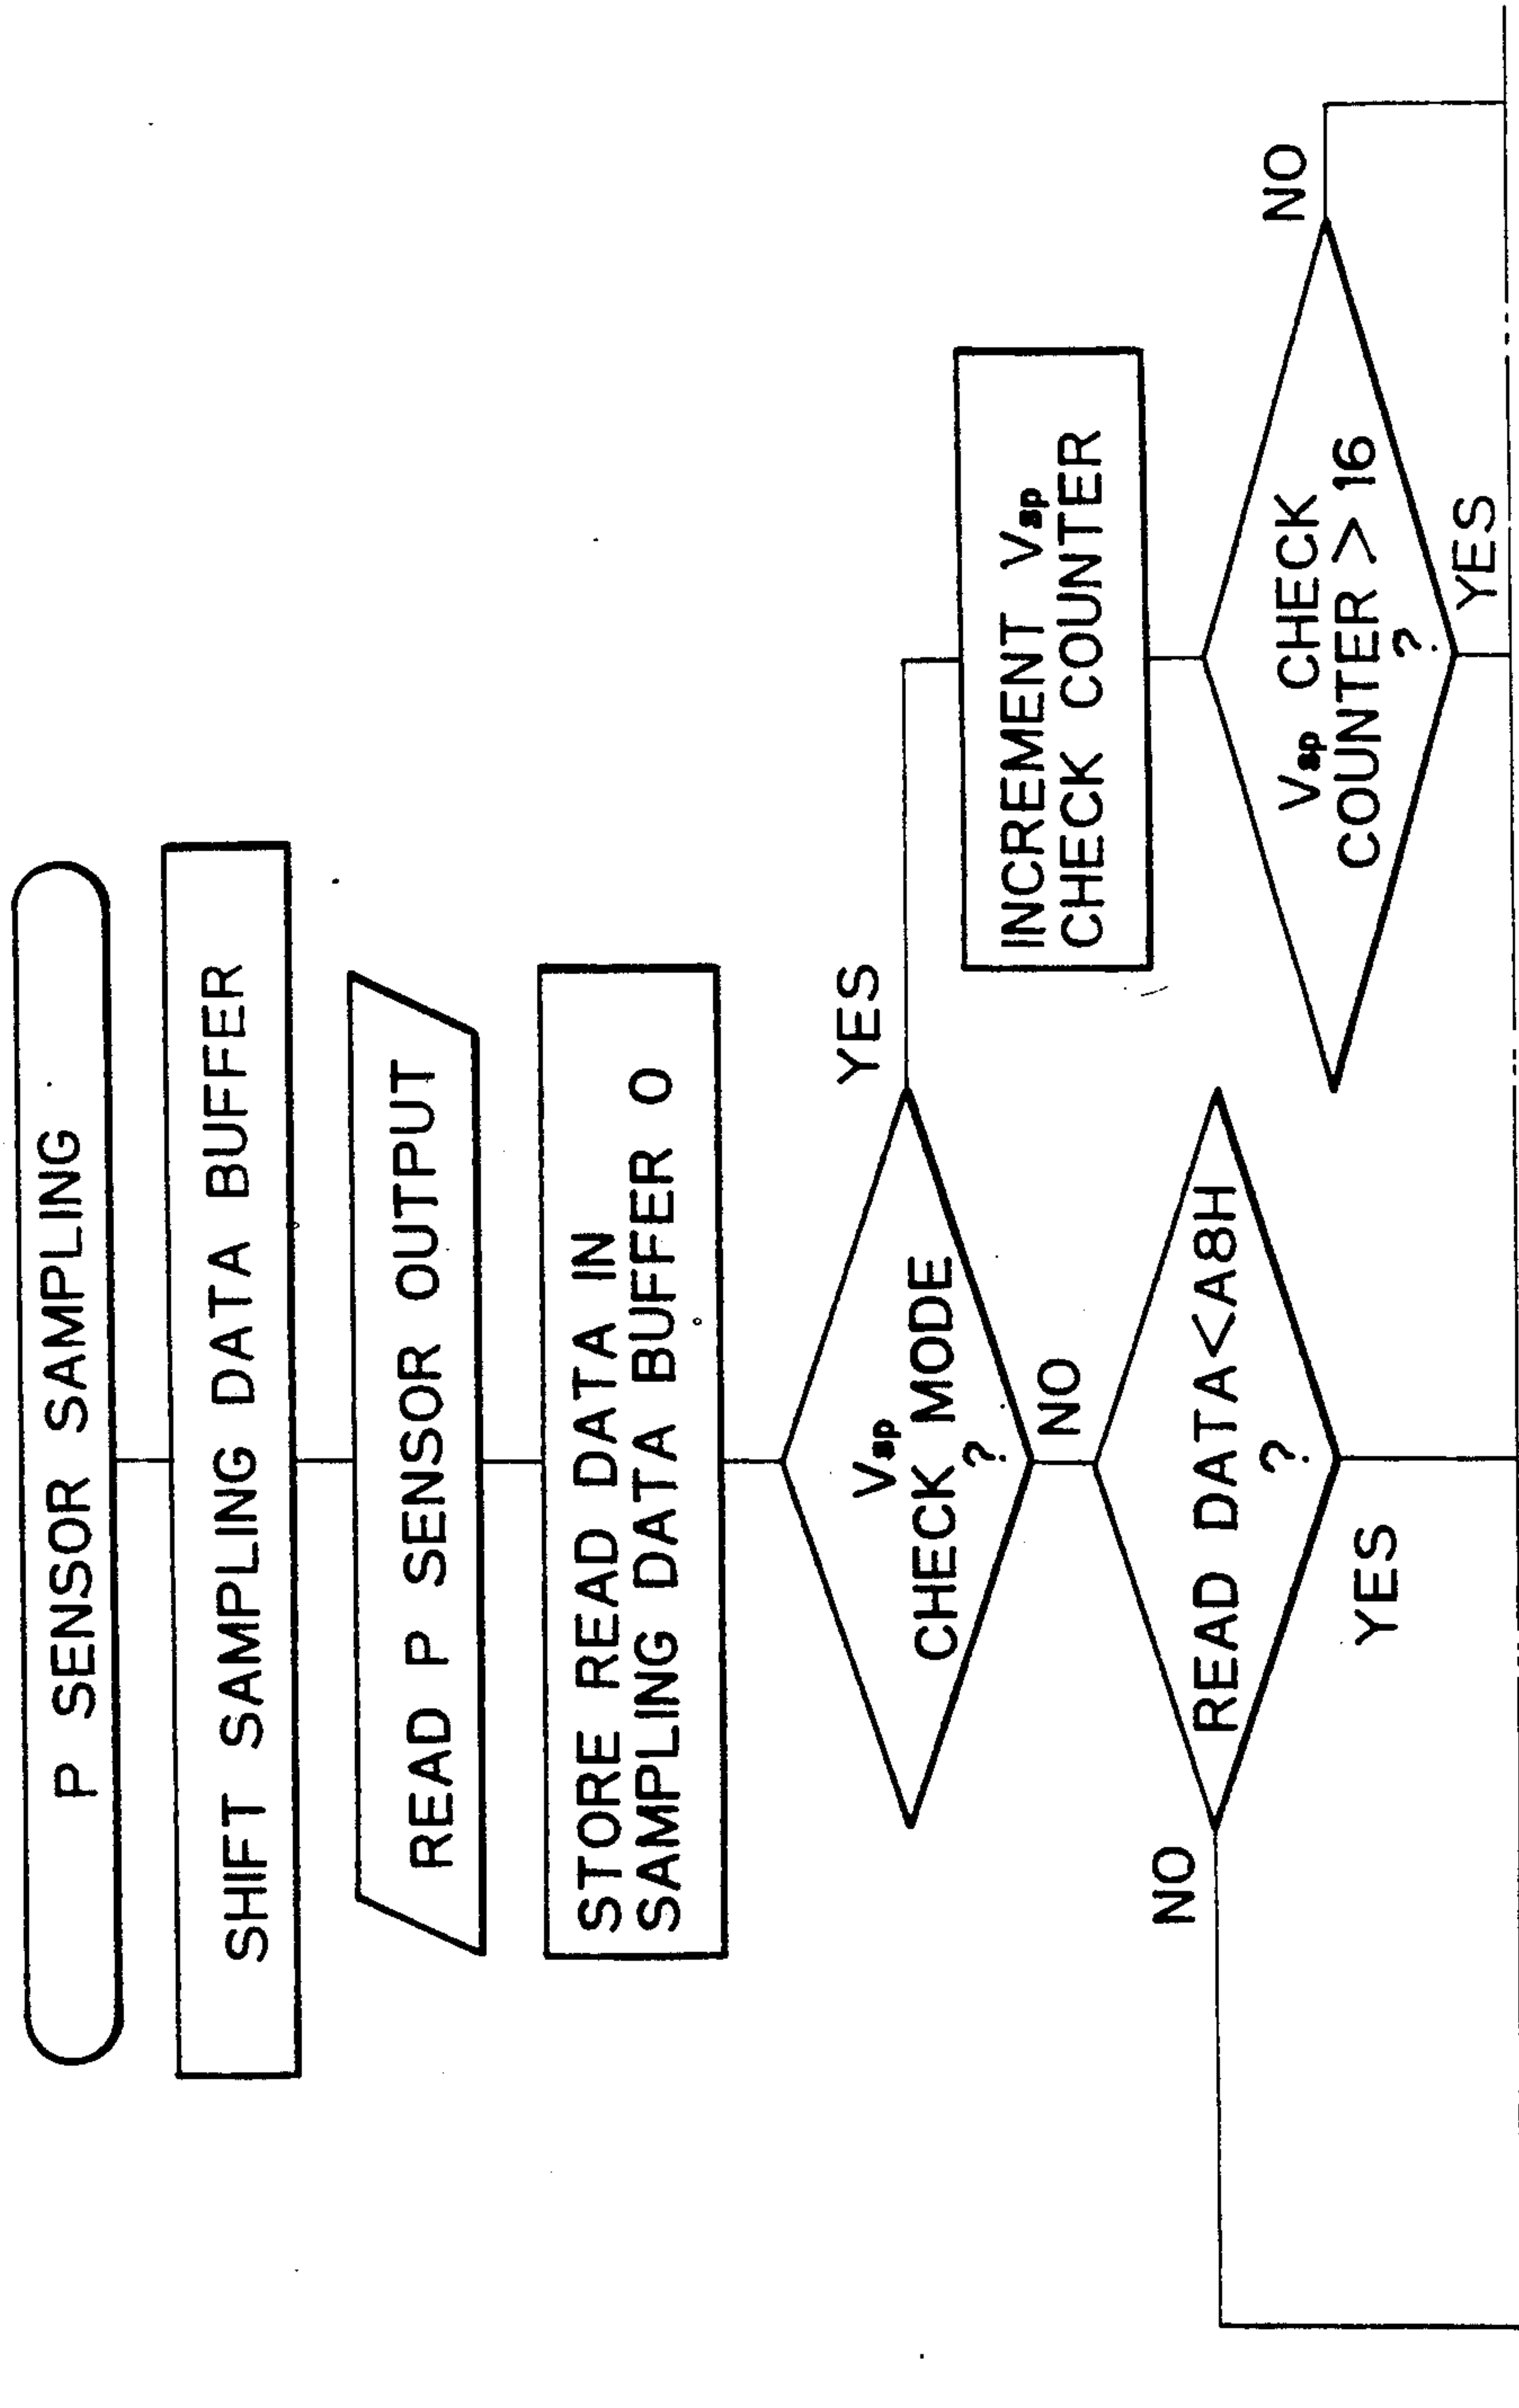 P SENSOR SAMPLING
SHIFT SAMPLING DATA BUFFER
READ P SENSOR OUTPUT
STORE READ DATA IN
SAMPLING DATA BUFFER 0
Vsp
CHECK MODE
?
YES
NO
INCREMENT Vsp
CHECK COUNTER
READ DATA<A8H
?
NO
YES
Vsp CHECK
COUNTER>16
?
NO
YES